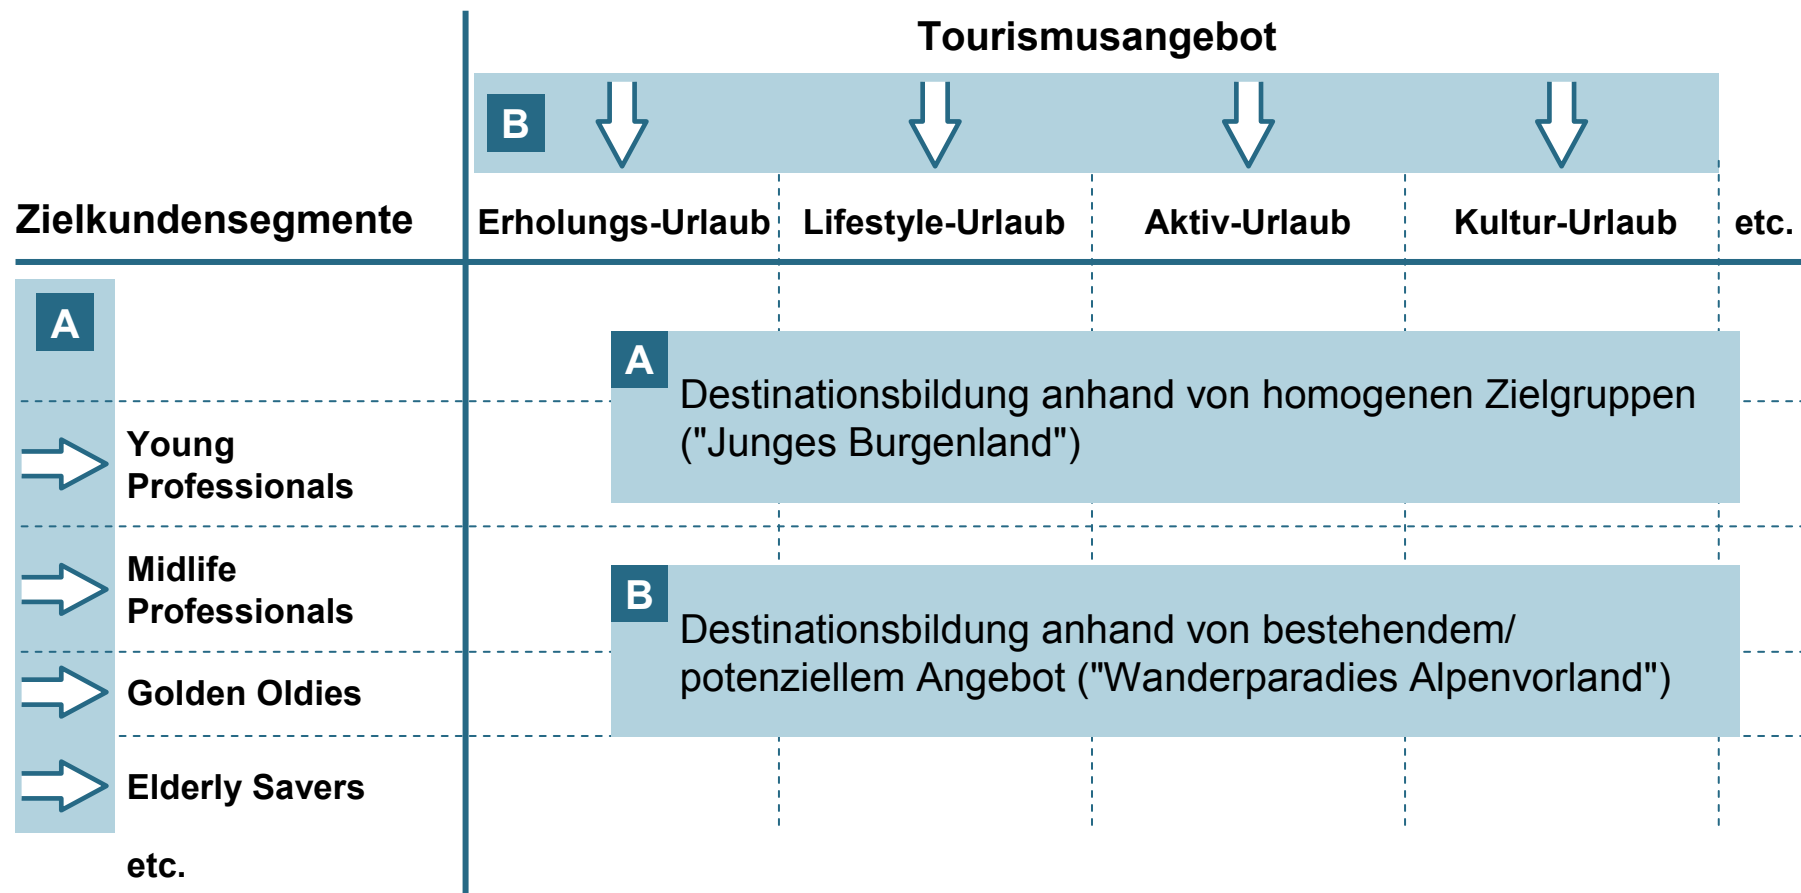 Tourismusangebot
B
Zielkundensegmente
Erholungs-Urlaub
Lifestyle-Urlaub
Aktiv-Urlaub
Kultur-Urlaub
etc.
A
A
Destinationsbildung anhand von homogenen Zielgruppen
("Junges Burgenland")
Young
Professionals
Midlife
Professionals
B
Destinationsbildung anhand von bestehendem/
potenziellem Angebot ("Wanderparadies Alpenvorland")
Golden Oldies
Elderly Savers
etc.